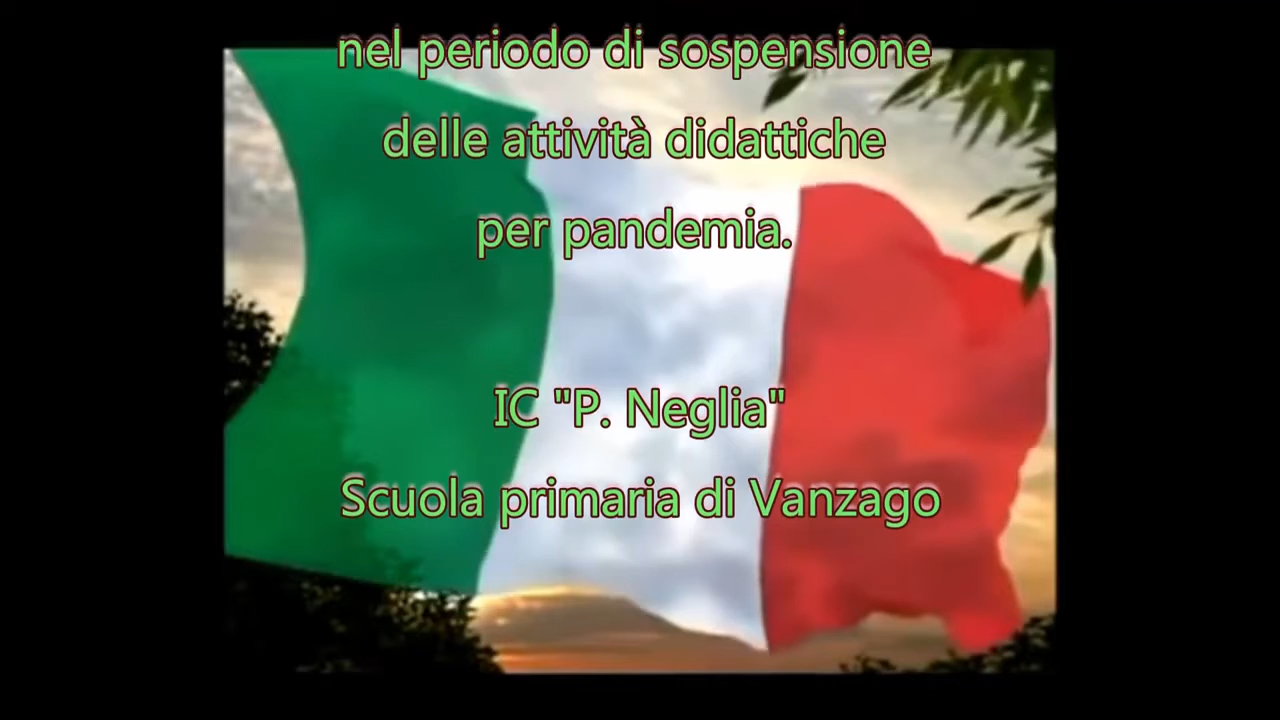 nel periodo di sospensione
delle attività didattiche
per pandemia.
IC "P. Neglia"
Scuola primaria di Vanzago